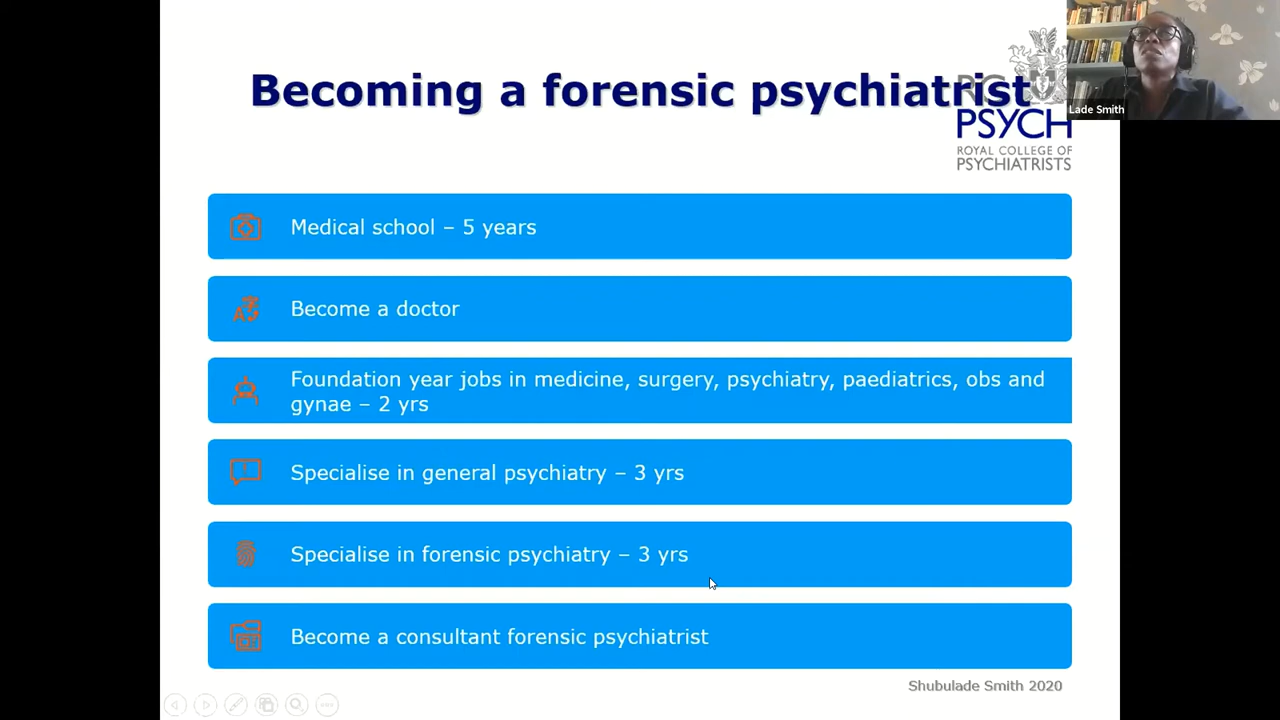 Becoming a forensic psychiatrist
RC
PSYCH
ROYAL COLLEGE OF
PSYCHIATRISTS
Lade Smith
Medical school – 5 years
Become a doctor
Foundation year jobs in medicine, surgery, psychiatry, paediatrics, obs and
gynae – 2 yrs
Specialise in general psychiatry – 3 yrs
Specialise in forensic psychiatry – 3 yrs
Become a consultant forensic psychiatrist
Shubulade Smith 2020